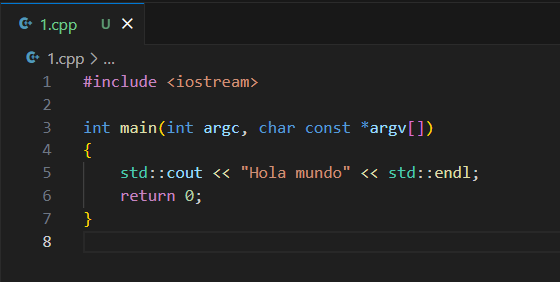 1.cpp U ×
1.cpp > ...
1 #include <iostream>
2
3 int main(int argc, char const *argv[])
4 {
5     std::cout << "Hola mundo" << std::endl;
6     return 0;
7 }
8